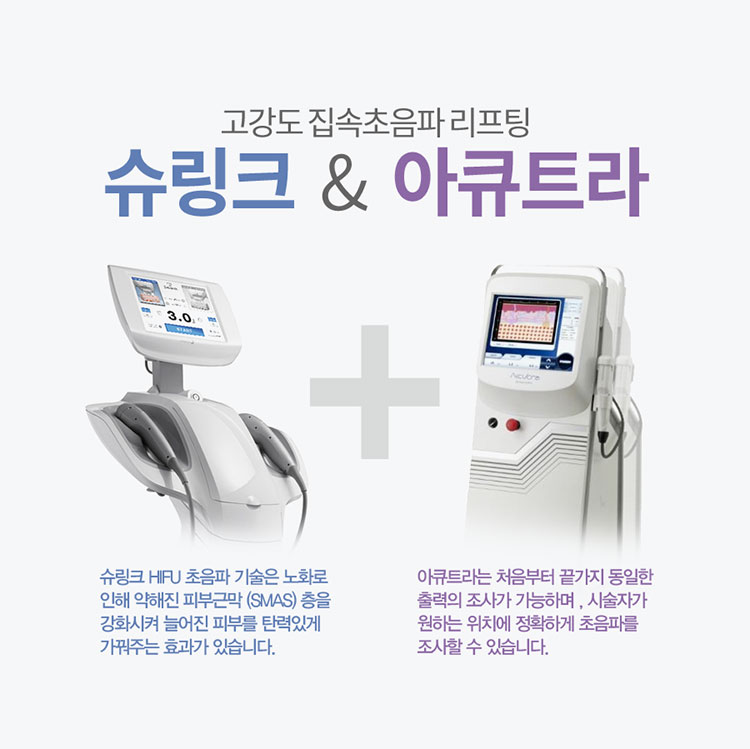 고강도 집속초음파 리프팅
슈링크 & 아큐트라
3.0
START
Acutra
슈링크 HIFU 초음파 기술은 노화로
인해 약해진 피부근막 (SMAS) 층을
강화시켜 늘어진 피부를 탄력있게
가꿔주는 효과가 있습니다.
아큐트라는 처음부터 끝가지 동일한
출력의 조사가 가능하며 , 시술자가
원하는 위치에 정확하게 초음파를
조사할 수 있습니다.